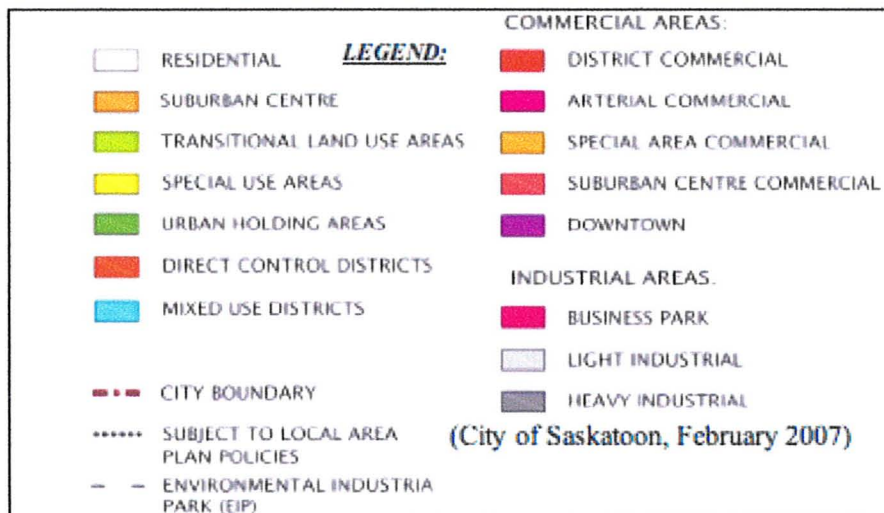 LEGEND:
RESIDENTIAL
SUBURBAN CENTRE
TRANSITIONAL LAND USE AREAS
SPECIAL USE AREAS
URBAN HOLDING AREAS
DIRECT CONTROL DISTRICTS
MIXED USE DISTRICTS
CITY BOUNDARY
SUBJECT TO LOCAL AREA
PLAN POLICIES
ENVIRONMENTAL INDUSTRIA
PARK (EIP)
COMMERCIAL AREAS:
DISTRICT COMMERCIAL
ARTERIAL COMMERCIAL
SPECIAL AREA COMMERCIAL
SUBURBAN CENTRE COMMERCIAL
DOWNTOWN
INDUSTRIAL AREAS.
BUSINESS PARK
LIGHT INDUSTRIAL
HEAVY INDUSTRIAL
(City of Saskatoon, February 2007)